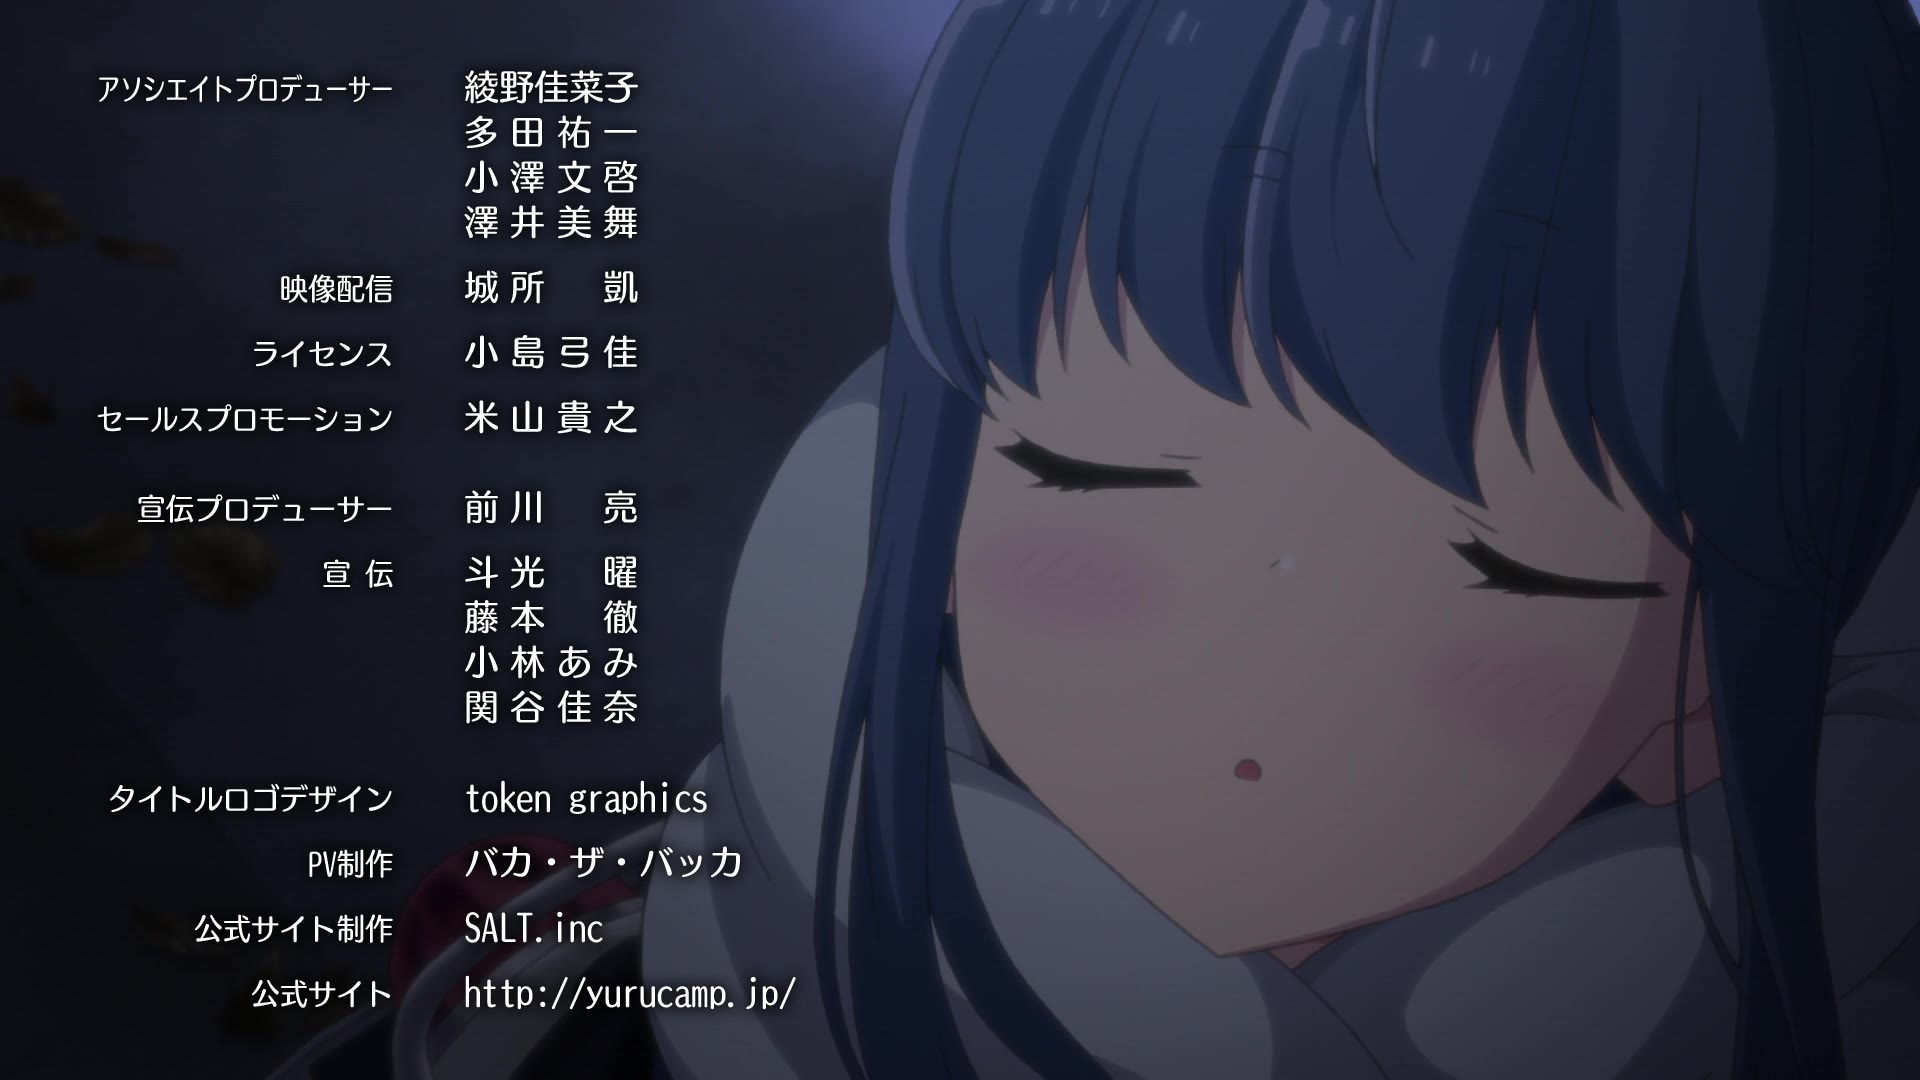 アソシエイトプロデューサー 綾野佳菜子
多田祐一
小澤文啓
澤井美舞
映像配信 城所 凱
ライセンス 小島弓佳
セールスプロモーション 米山貴之
宣伝プロデューサー 前川 亮
宣伝 斗光 曜
藤本 徹
小林あみ
関谷佳奈
タイトルロゴデザイン token graphics
PV制作 バカ・ザ・バッカ
公式サイト制作 SALT.inc
公式サイト http://yurucamp.jp/